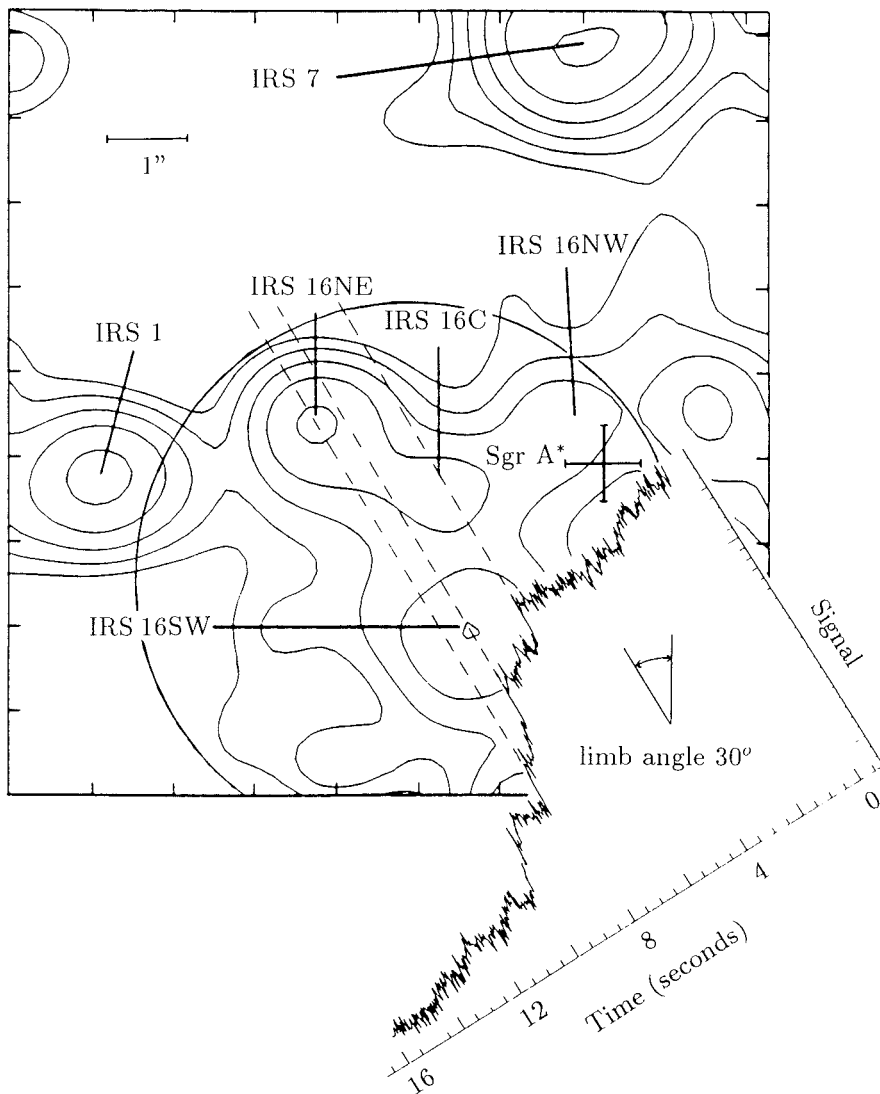 IRS 7
1"
IRS 16NW
IRS 16NE
IRS 16C
IRS 1
Sgr A*
IRS 16SW
Signal
limb angle 30º
0
4
8
12
16
Time (seconds)